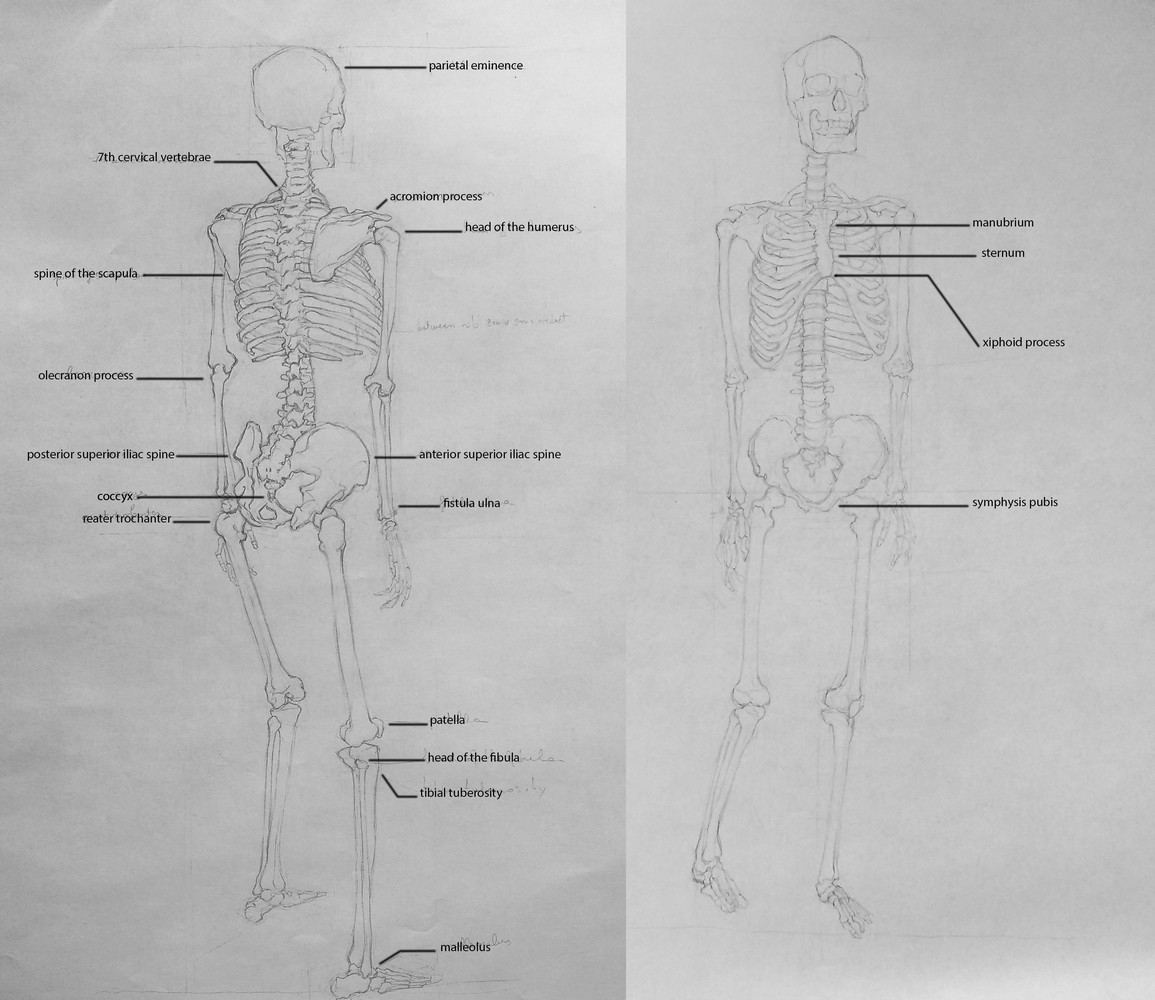 parietal eminence
7th cervical vertebrae
acromion process
head of the humerus
spine of the scapula
olecranon process
posterior superior iliac spine
anterior superior iliac spine
coccyx
fistula ulna
reater trochanter
patella
head of the fibula
tibial tuberosity
malleolus
manubrium
sternum
xiphoid process
symphysis pubis